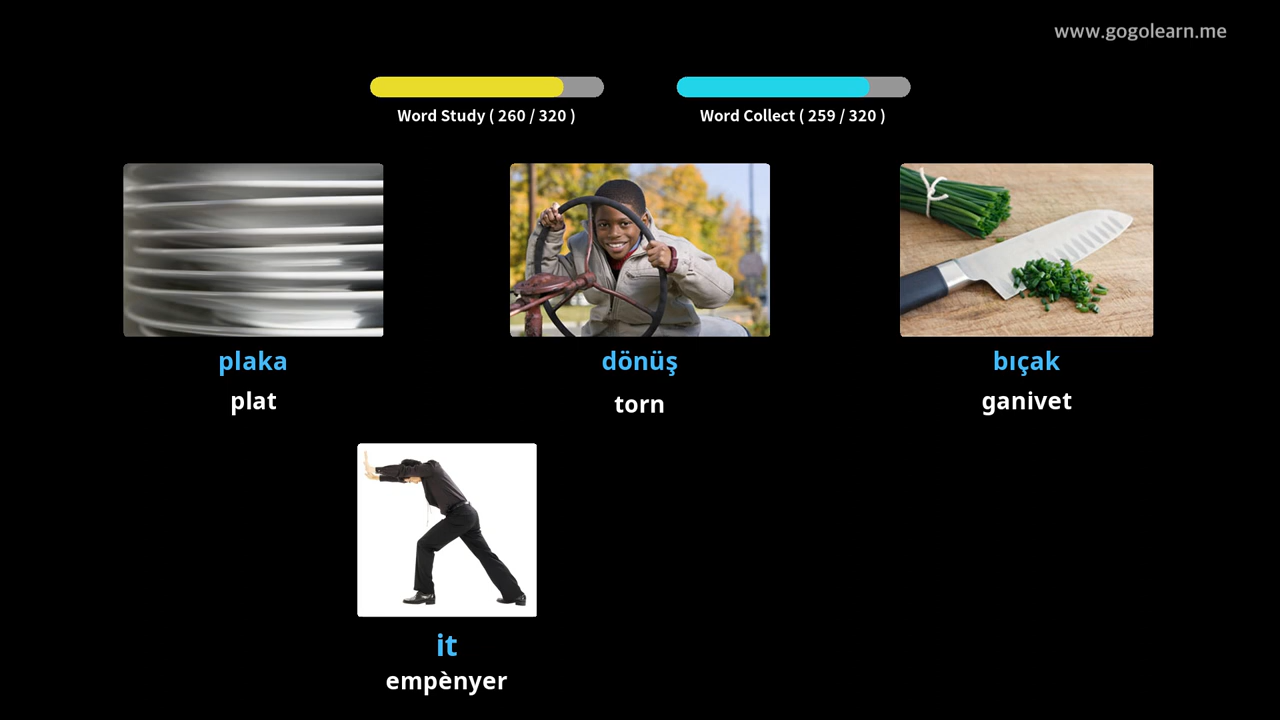 www.gogolearn.me
Word Study ( 260 / 320 )
Word Collect ( 259 / 320 )
plaka
plat
dönüş
torn
bıçak
ganivet
it
empènyer